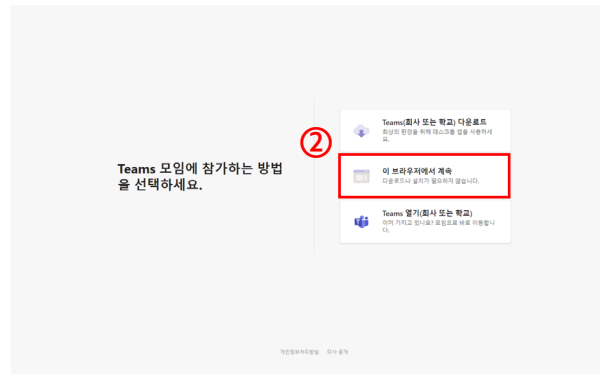 Teams(회사 또는 학교) 다운로드
최상의 환경을 위해 데스크톱 앱을 사용하세
요.
②
Teams 모임에 참가하는 방법
을 선택하세요.
이 브라우저에서 계속
다운로드나 설치가 필요하지 않습니다.
Teams 열기(회사 또는 학교)
이미 가지고 있나요? 모임으로 바로 이동합니
다.
개인정보처리방침 타사 공개